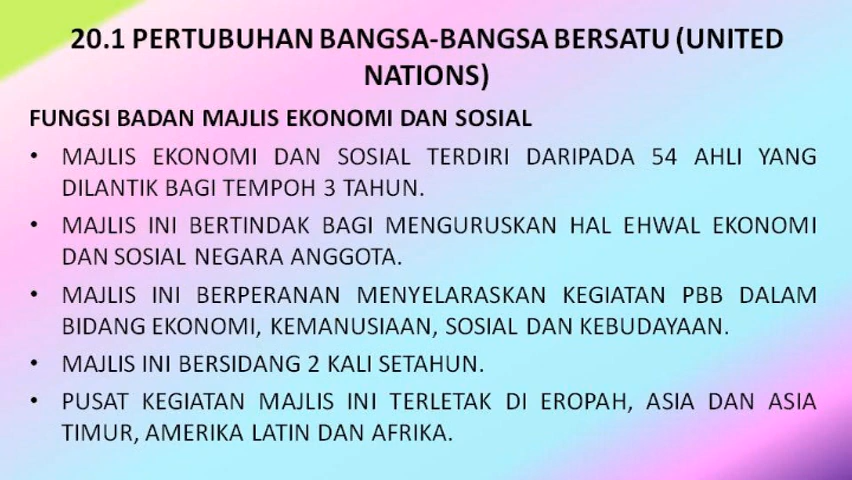 20.1 PERTUBUHAN BANGSA-BANGSA BERSATU (UNITED
NATIONS)
FUNGSI BADAN MAJLIS EKONOMI DAN SOSIAL
• MAJLIS EKONOMI DAN SOSIAL TERDIRI DARIPADA 54 AHLI YANG
DILANTIK BAGI TEMPOH 3 TAHUN.
• MAJLIS INI BERTINDAK BAGI MENGURUSKAN HAL EHWAL EKONOMI
DAN SOSIAL NEGARA ANGGOTA.
• MAJLIS INI BERPERANAN MENYELARASKAN KEGIATAN PBB DALAM
BIDANG EKONOMI, KEMANUSIAAN, SOSIAL DAN KEBUDAYAAN.
• MAJLIS INI BERSIDANG 2 KALI SETAHUN.
• PUSAT KEGIATAN MAJLIS INI TERLETAK DI EROPAH, ASIA DAN ASIA
TIMUR, AMERIKA LATIN DAN AFRIKA.